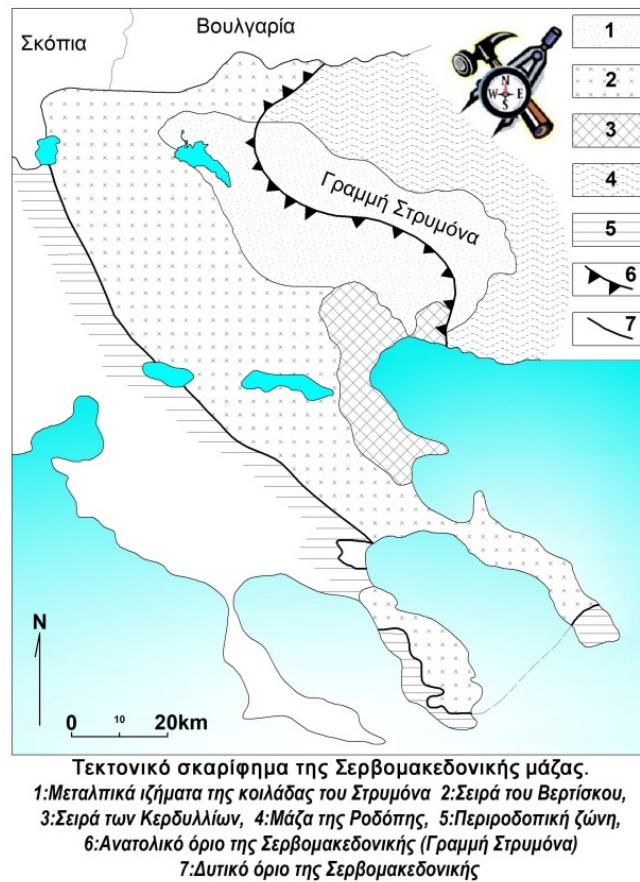 Σκόπια
Βουλγαρία
N
W E
S
1
2
3
4
5
6
7
Γραμμή Στρυμόνα
N
0 10 20km
Τεκτονικό σκαρίφημα της Σερβομακεδονικής μάζας.
1:Μεταλπικά ιζήματα της κοιλάδας του Στρυμόνα 2:Σειρά του Βερτίσκου,
3:Σειρά των Κερδυλλίων, 4:Μάζα της Ροδόπης, 5:Περιροδοπική ζώνη,
6:Ανατολικό όριο της Σερβομακεδονικής (Γραμμή Στρυμόνα)
7:Δυτικό όριο της Σερβομακεδονικής